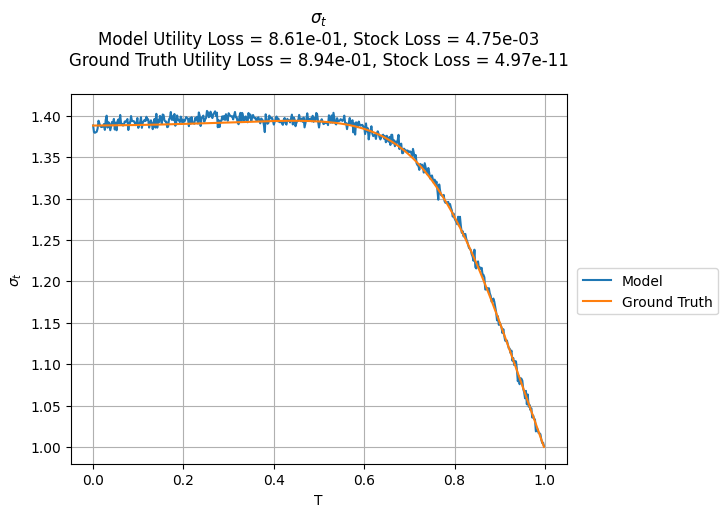 σt
Model Utility Loss = 8.61e-01, Stock Loss = 4.75e-03
Ground Truth Utility Loss = 8.94e-01, Stock Loss = 4.97e-11
1.40
1.35
1.30
1.25
1.20
1.15
1.10
1.05
1.00
σt
0.0 0.2 0.4 0.6 0.8 1.0
T
Model
Ground Truth